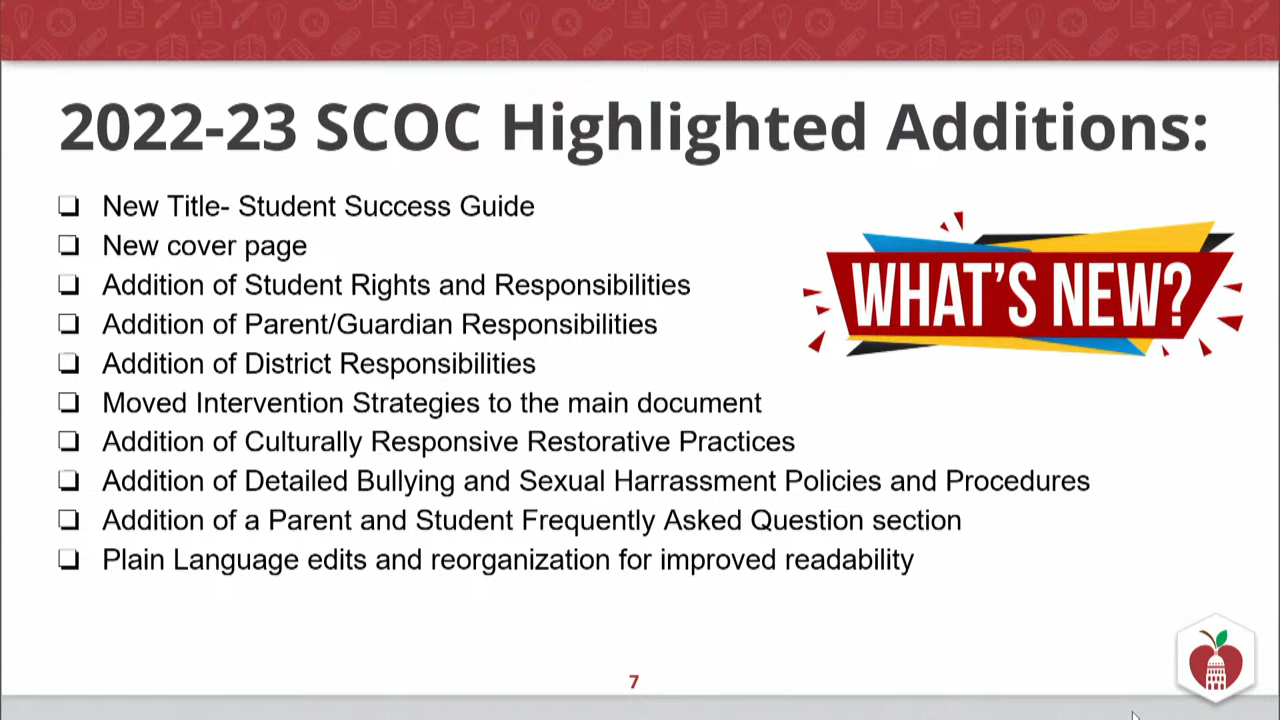 2022-23 SCOC Highlighted Additions:
❏ New Title- Student Success Guide
❏ New cover page
❏ Addition of Student Rights and Responsibilities
❏ Addition of Parent/Guardian Responsibilities
❏ Addition of District Responsibilities
❏ Moved Intervention Strategies to the main document
❏ Addition of Culturally Responsive Restorative Practices
❏ Addition of Detailed Bullying and Sexual Harrassment Policies and Procedures
❏ Addition of a Parent and Student Frequently Asked Question section
❏ Plain Language edits and reorganization for improved readability
WHAT'S NEW?
7